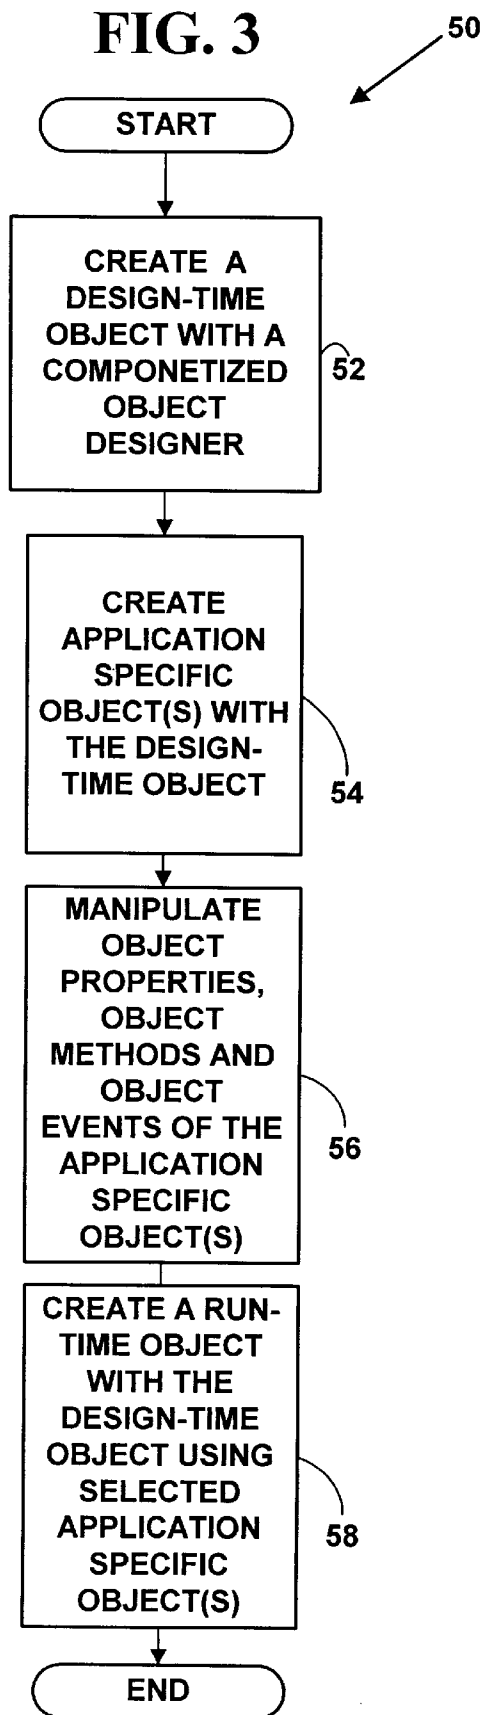 FIG. 3
50
START
CREATE A
DESIGN-TIME
OBJECT WITH A
COMPONETIZED
OBJECT
DESIGNER
52
CREATE
APPLICATION
SPECIFIC
OBJECT(S) WITH
THE DESIGN-
TIME OBJECT
54
MANIPULATE
OBJECT
PROPERTIES,
OBJECT
METHODS AND
OBJECT
EVENTS OF THE
APPLICATION
SPECIFIC
OBJECT(S)
56
CREATE A RUN-
TIME OBJECT
WITH THE
DESIGN-TIME
OBJECT USING
SELECTED
APPLICATION
SPECIFIC
OBJECT(S)
58
END